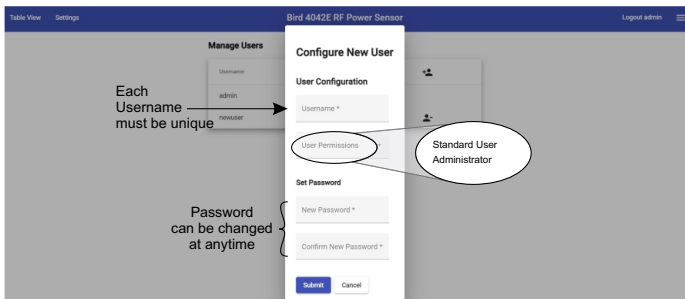 Table View Settings Bird 4042E RF Power Sensor Logout admin
Manage Users
Username
admin
newuser
Configure New User
User Configuration
Username *
User Permissions *
Set Password
New Password *
Confirm New Password *
Submit Cancel
Each
Username
must be unique
Standard User
Administrator
Password
can be changed
at anytime